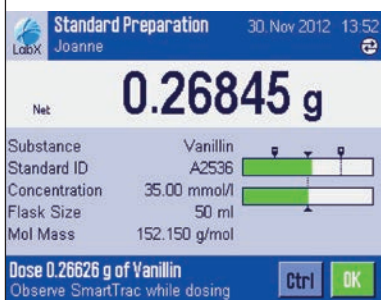 Standard Preparation 30.Nov 2012 13:52
LabX Joanne
Net 0.26845 g
Substance Vanillin
Standard ID A2536
Concentration 35.00 mmol/l
Flask Size 50 ml
Mol Mass 152.150 g/mol
Dose 0.26626 g of Vanillin
Observe SmartTrac while dosing
Ctrl OK